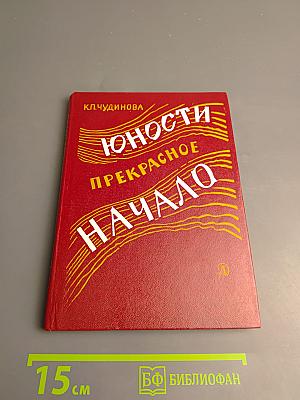 К.П.ЧУДИНОВА
ЮНОСТИ
ПРЕКРАСНОЕ
НАЧАЛО
15 см
БФ БИБЛИОФАН